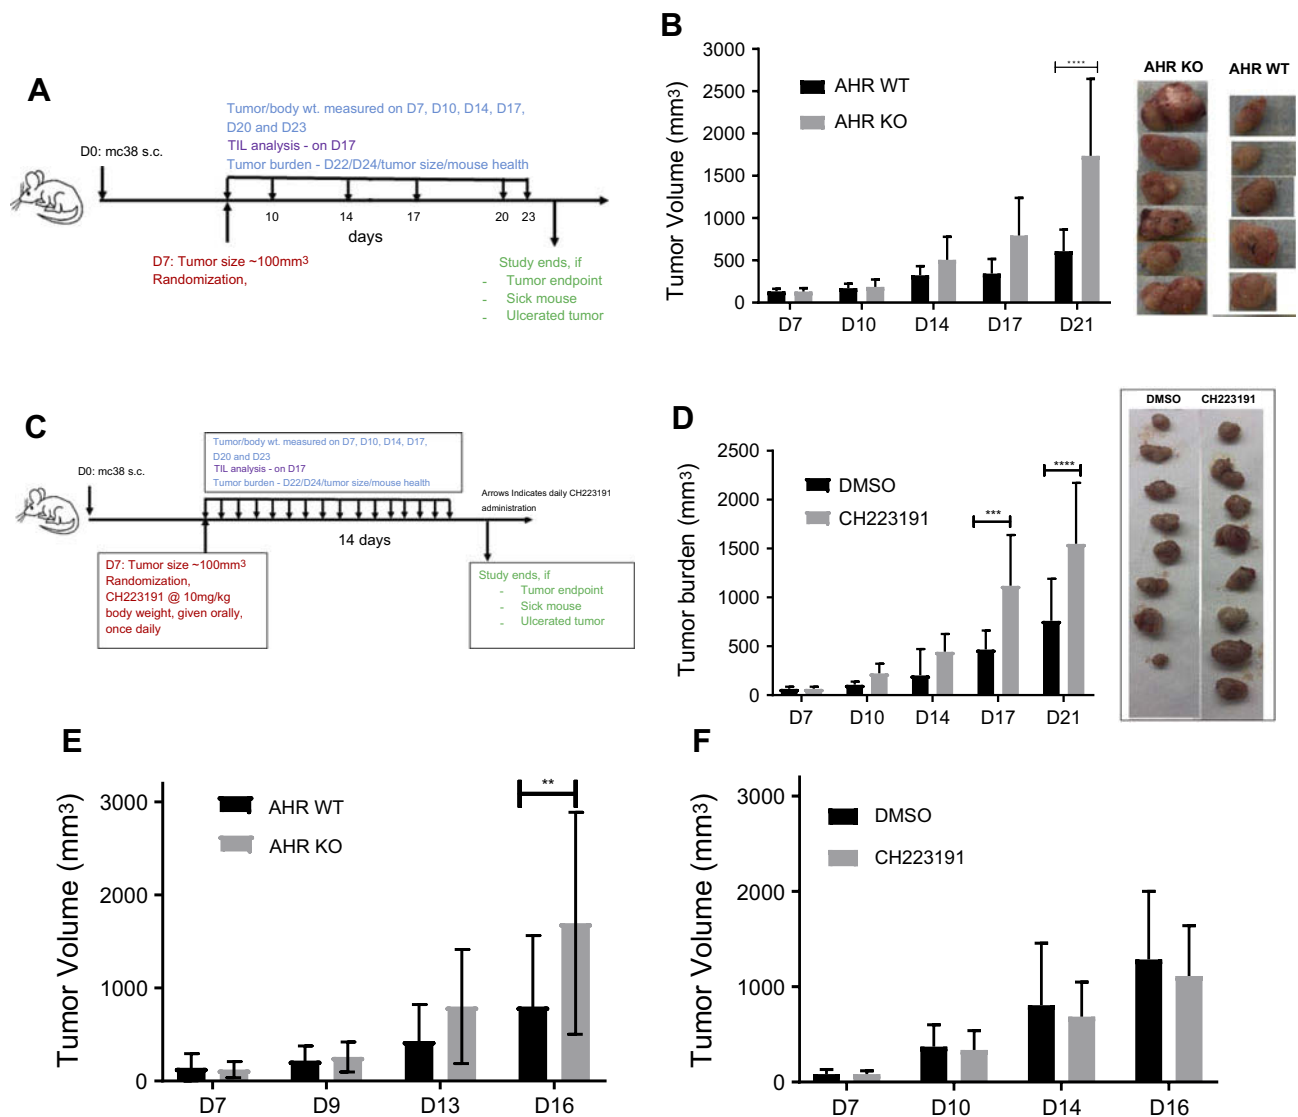 A
Tumor/body wt. measured on D7, D10, D14, D17,
D20 and D23
TIL analysis - on D17
Tumor burden - D22/D24/tumor size/mouse health
D0: mc38 s.c.
10
14
17
20
23
days
D7: Tumor size ~100mm3
Randomization,
Study ends, if
- Tumor endpoint
- Sick mouse
- Ulcerated tumor
B
Tumor Volume (mm3)
3000
2500
2000
1500
1000
500
0
AHR WT
AHR KO
****
D7
D10
D14
D17
D21
AHR KO
AHR WT
C
Tumor/body wt. measured on D7, D10, D14, D17,
D20 and D23
TIL analysis - on D17
Tumor burden - D22/D24/tumor size/mouse health
D0: mc38 s.c.
Arrows Indicates daily CH223191
administration
14 days
D7: Tumor size ~100mm3
Randomization,
CH223191 @ 10mg/kg
body weight, given orally,
once daily
Study ends, if
- Tumor endpoint
- Sick mouse
- Ulcerated tumor
D
Tumor burden (mm3)
2500
2000
1500
1000
500
0
DMSO
CH223191
***
****
D7
D10
D14
D17
D21
DMSO
CH223191
E
Tumor Volume (mm3)
3000
2000
1000
0
AHR WT
AHR KO
**
D7
D9
D13
D16
F
Tumor Volume (mm3)
3000
2000
1000
0
DMSO
CH223191
D7
D10
D14
D16